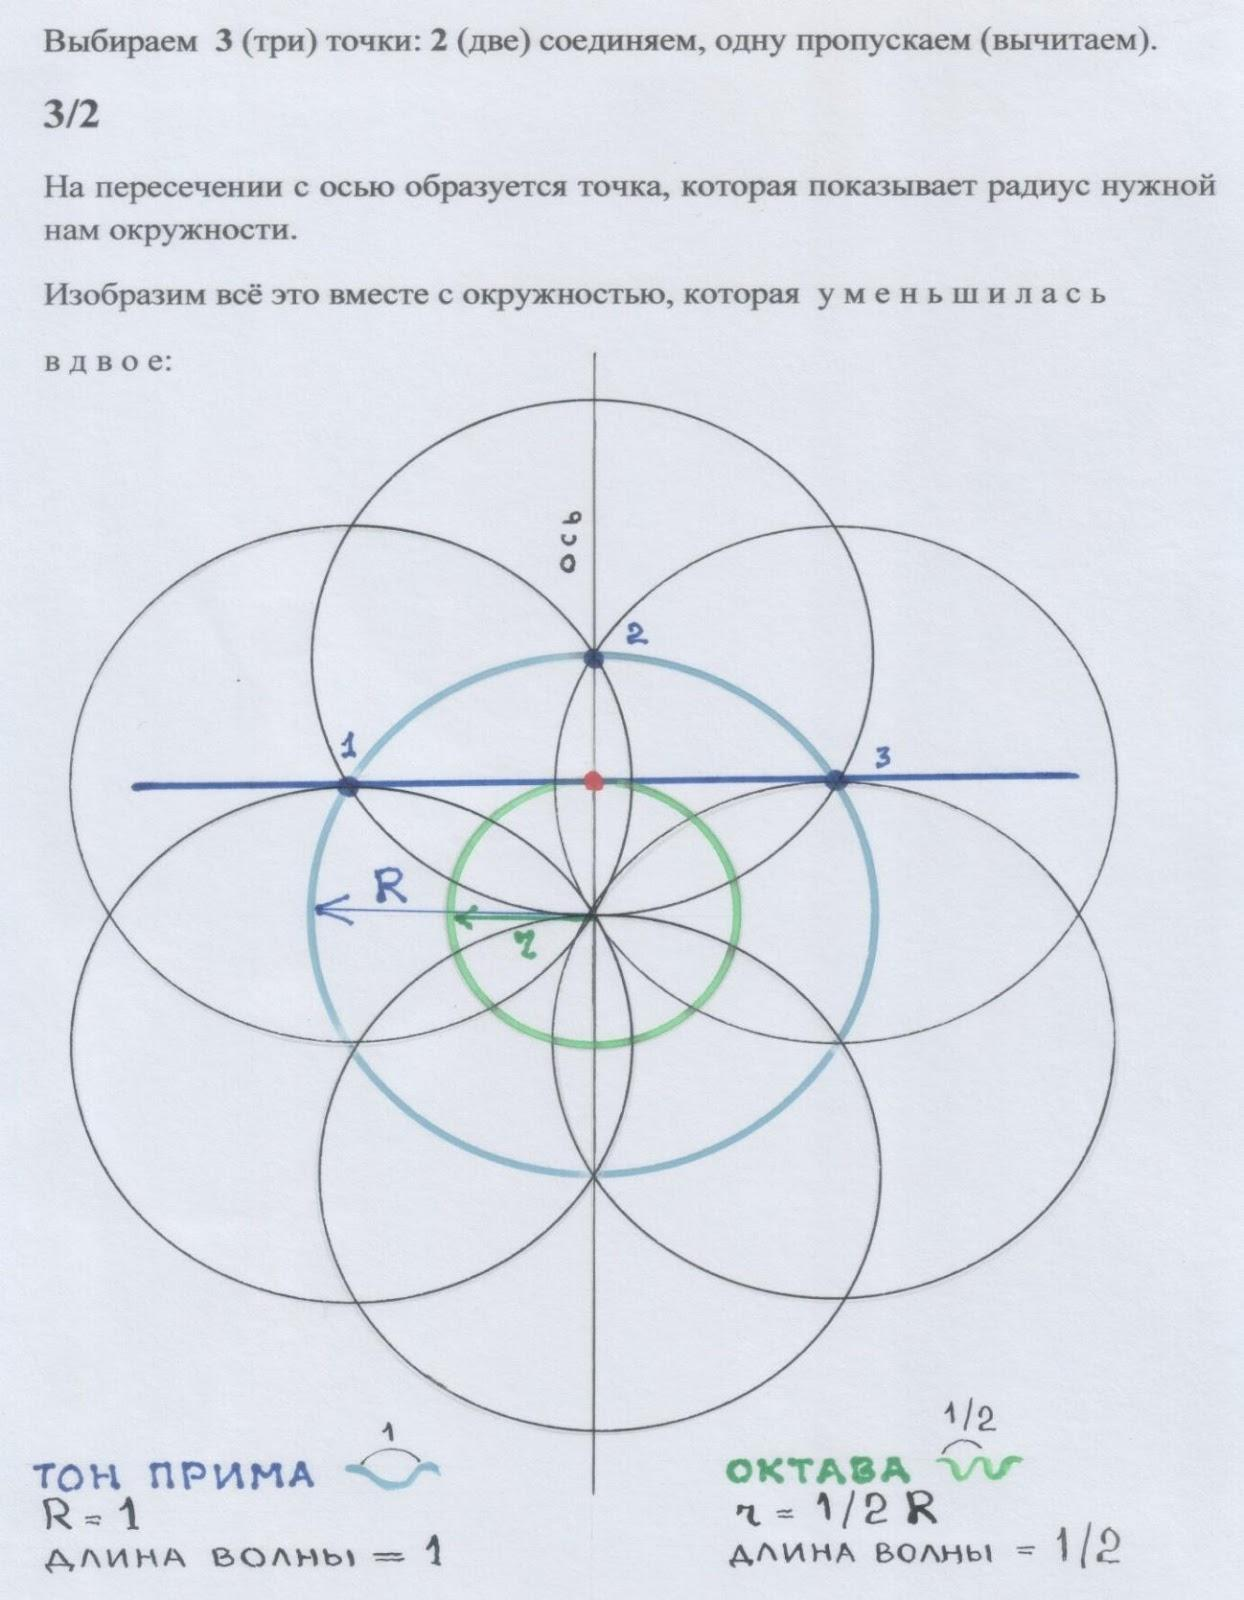 Выбираем 3 (три) точки: 2 (две) соединяем, одну пропускаем (вычитаем).
3/2
На пересечении с осью образуется точка, которая показывает радиус нужной
нам окружности.
Изобразим всё это вместе с окружностью, которая у м е н ь ш и л а с ь
в д в о е:
ось
2
1
3
R
r
1
ТОН ПРИМА
R = 1
ДЛИНА ВОЛНЫ = 1
1/2
ОКТАВА
r = 1/2 R
ДЛИНА ВОЛНЫ = 1/2